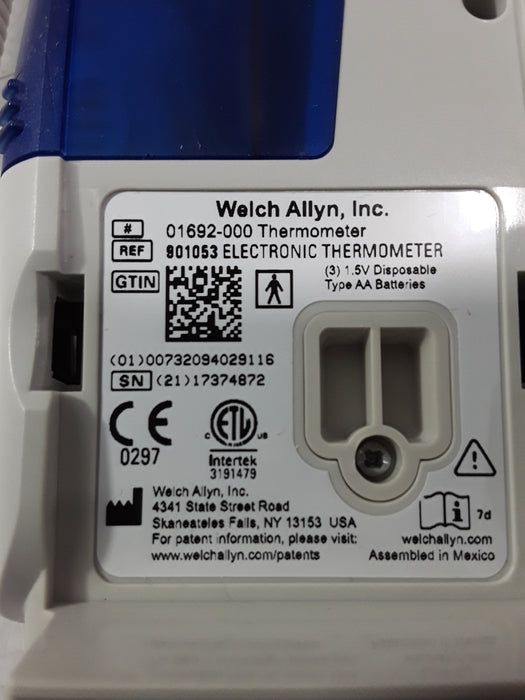 Welch Allyn, Inc.
# 01692-000 Thermometer
REF 901053 ELECTRONIC THERMOMETER
GTIN
(3) 1.5V Disposable
Type AA Batteries
(01)00732094029116
SN (21)17374872
CE
0297
C ETL US
Intertek
3191479
Welch Allyn, Inc.
4341 State Street Road
Skaneateles Falls, NY 13153 USA
For patent information, please visit:
www.welchallyn.com/patents
i 7d
welchallyn.com
Assembled in Mexico